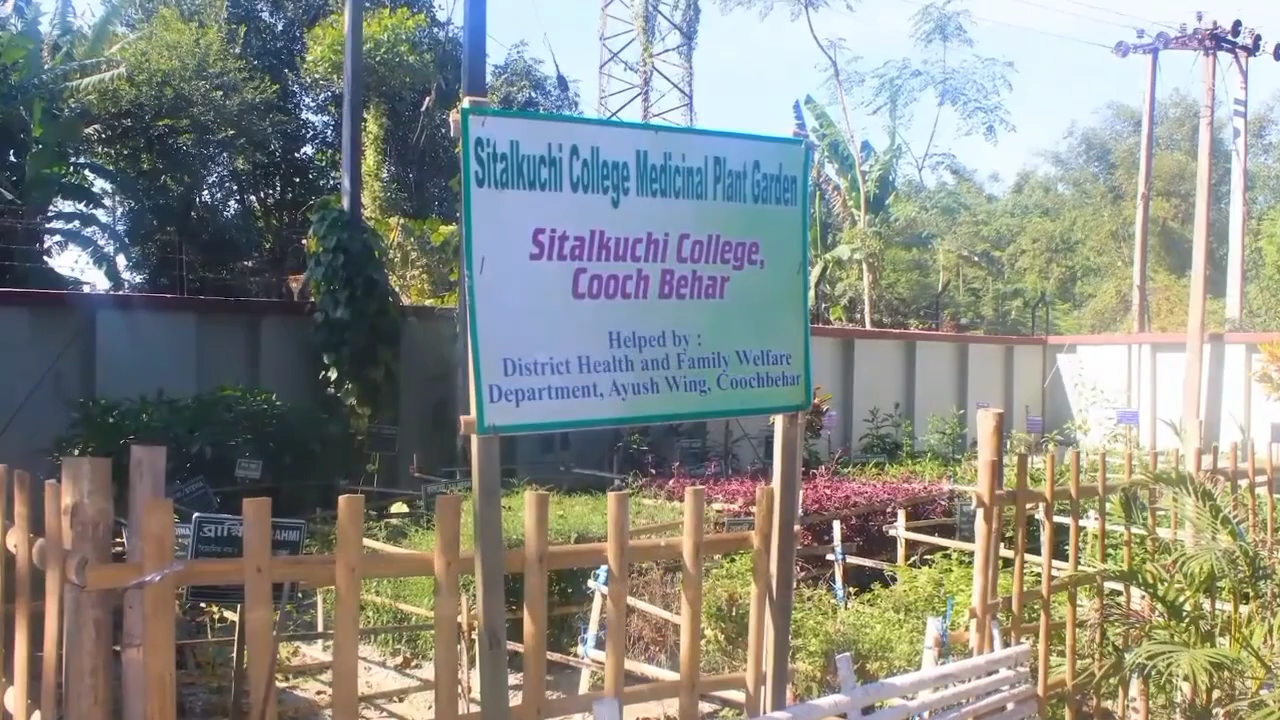 Sitalkuchi College Medicinal Plant Garden
Sitalkuchi College,
Cooch Behar
Helped by :
District Health and Family Welfare
Department, Ayush Wing, Coochbehar
ব্রাহ্মি